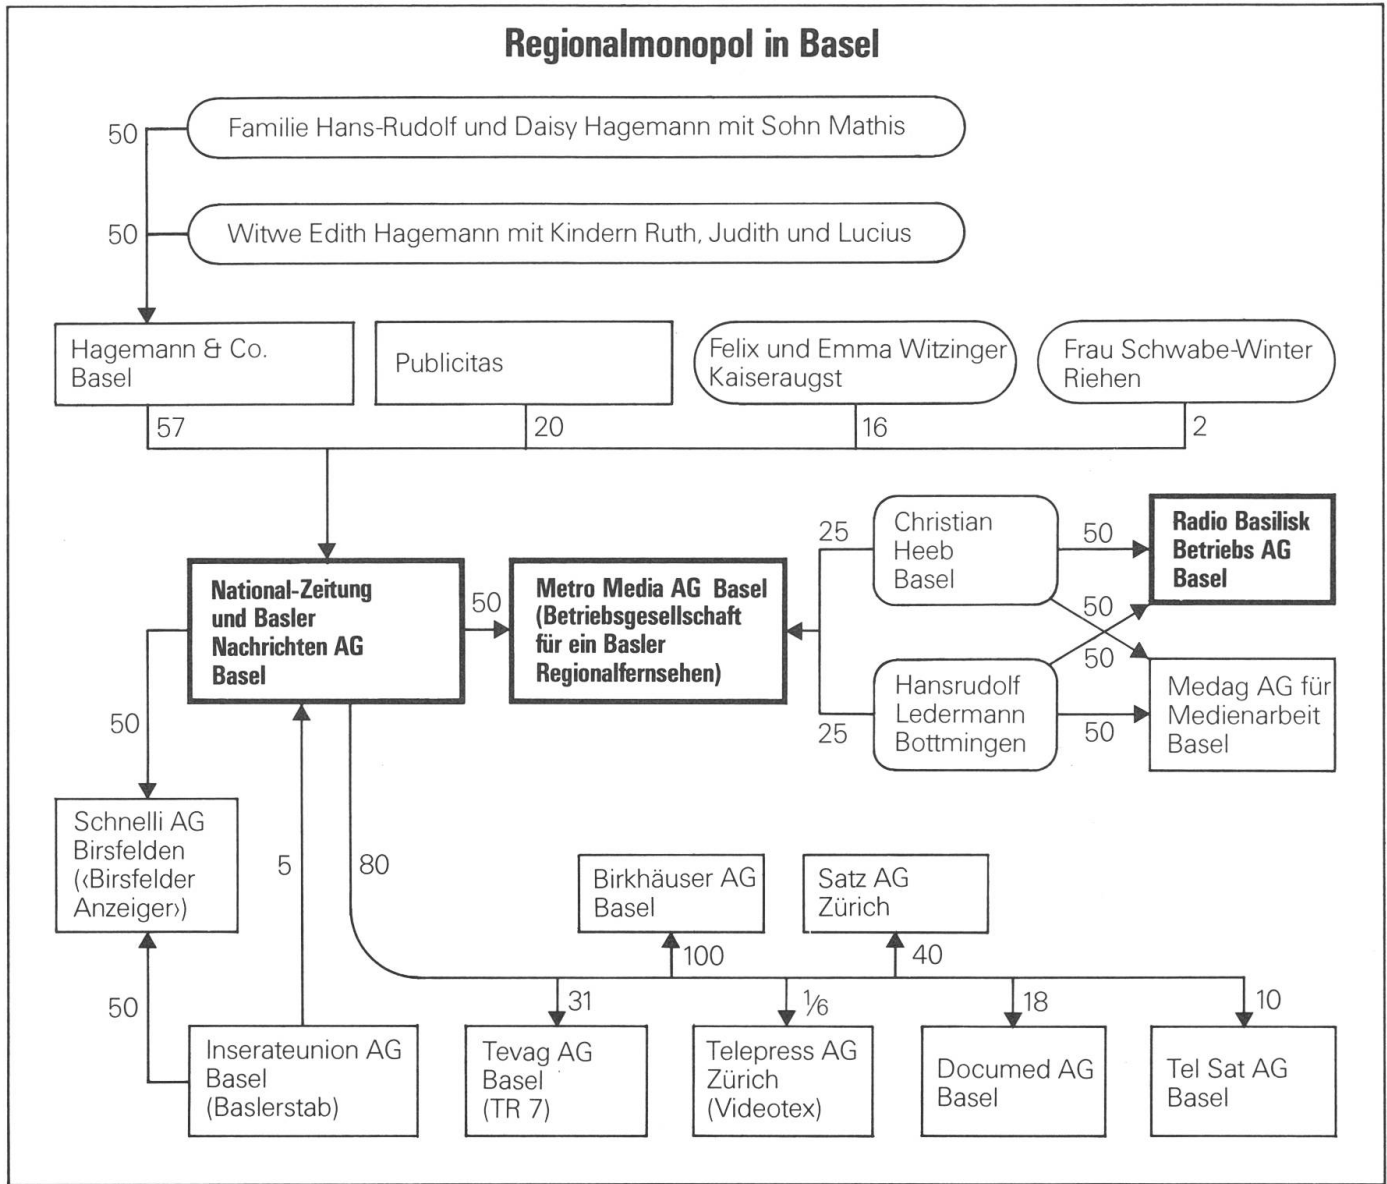 Regionalmonopol in Basel
50
Familie Hans-Rudolf und Daisy Hagemann mit Sohn Mathis
50
Witwe Edith Hagemann mit Kindern Ruth, Judith und Lucius
Hagemann & Co.
Basel
Publicitas
Felix und Emma Witzinger
Kaiseraugst
Frau Schwabe-Winter
Riehen
57
20
16
2
National-Zeitung
und Basler
Nachrichten AG
Basel
50
Metro Media AG Basel
(Betriebsgesellschaft
für ein Basler
Regionalfernsehen)
25
25
Christian
Heeb
Basel
Hansrudolf
Ledermann
Bottmingen
50
50
50
50
Radio Basilisk
Betriebs AG
Basel
Medag AG für
Medienarbeit
Basel
50
Schnelli AG
Birsfelden
(‹Birsfelder
Anzeiger›)
5
80
Birkhäuser AG
Basel
Satz AG
Zürich
100
40
50
31
⅙
18
10
Inserateunion AG
Basel
(Baslerstab)
Tevag AG
Basel
(TR 7)
Telepress AG
Zürich
(Videotex)
Documed AG
Basel
Tel Sat AG
Basel